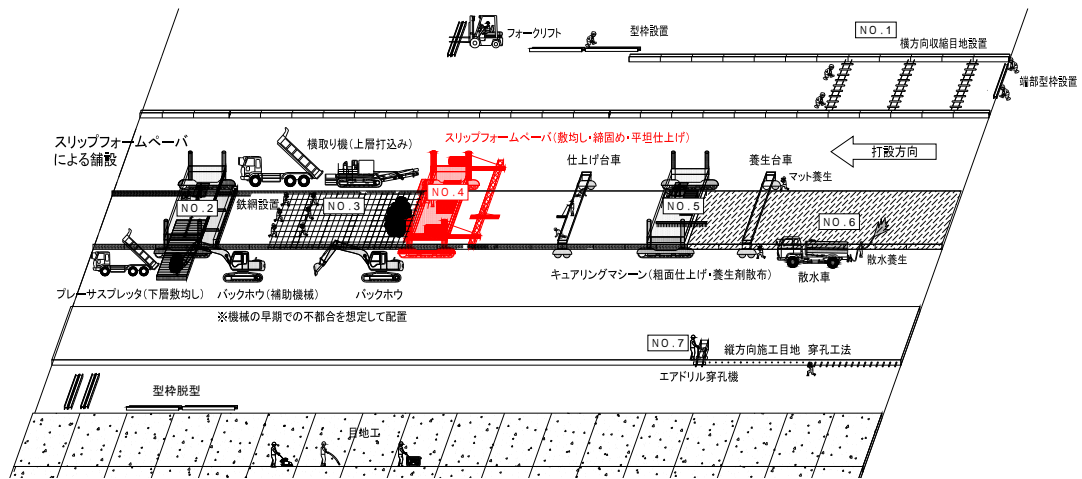 フォークリフト
型枠設置
NO.1
横方向収縮目地設置
端部型枠設置
スリップフォームペーバ
による舗設
横取り機(上層打込み)
スリップフォームペーバ(敷均し・締固め・平坦仕上げ)
仕上げ台車
養生台車
マット養生
打設方向
NO.2
鉄網設置
NO.3
NO.4
NO.5
NO.6
プレーサスプレッタ(下層敷均し)
バックホウ(補助機械)
バックホウ
キュアリングマシーン(粗面仕上げ・養生剤散布)
散水車
散水養生
※機械の早期での不都合を想定して配置
NO.7
縦方向施工目地 穿孔工法
エアドリル穿孔機
型枠脱型
目地工